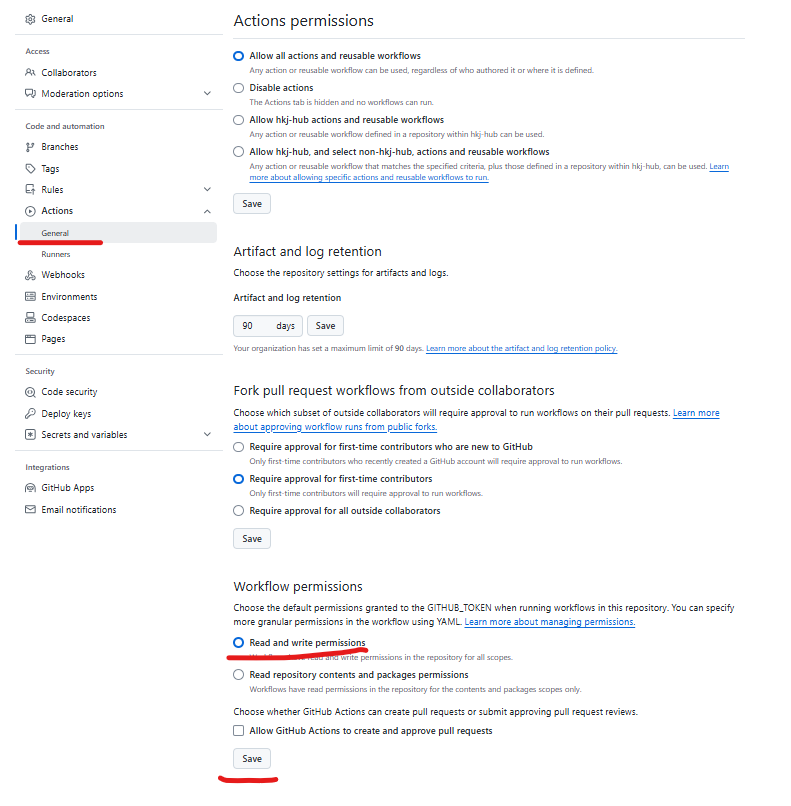 General
Access
Collaborators
Moderation options
Code and automation
Branches
Tags
Rules
Actions
General
Runners
Webhooks
Environments
Codespaces
Pages
Security
Code security
Deploy keys
Secrets and variables
Integrations
GitHub Apps
Email notifications
Actions permissions
Allow all actions and reusable workflows
Any action or reusable workflow can be used, regardless of who authored it or where it is defined.
Disable actions
The Actions tab is hidden and no workflows can run.
Allow hkj-hub actions and reusable workflows
Any action or reusable workflow defined in a repository within hkj-hub can be used.
Allow hkj-hub, and select non-hkj-hub, actions and reusable workflows
Any action or reusable workflow that matches the specified criteria, plus those defined in a repository within hkj-hub, can be used. Learn
more about allowing specific actions and reusable workflows to run.
Save
Artifact and log retention
Choose the repository settings for artifacts and logs.
Artifact and log retention
90 days Save
Your organization has set a maximum limit of 90 days. Learn more about the artifact and log retention policy.
Fork pull request workflows from outside collaborators
Choose which subset of outside collaborators will require approval to run workflows on their pull requests. Learn more
about approving workflow runs from public forks.
Require approval for first-time contributors who are new to GitHub
Only first-time contributors who recently created a GitHub account will require approval to run workflows.
Require approval for first-time contributors
Only first-time contributors will require approval to run workflows.
Require approval for all outside collaborators
Save
Workflow permissions
Choose the default permissions granted to the GITHUB_TOKEN when running workflows in this repository. You can specify
more granular permissions in the workflow using YAML. Learn more about managing permissions.
Read and write permissions
Workflows have read and write permissions in the repository for all scopes.
Read repository contents and packages permissions
Workflows have read permissions in the repository for the contents and packages scopes only.
Choose whether GitHub Actions can create pull requests or submit approving pull request reviews.
Allow GitHub Actions to create and approve pull requests
Save